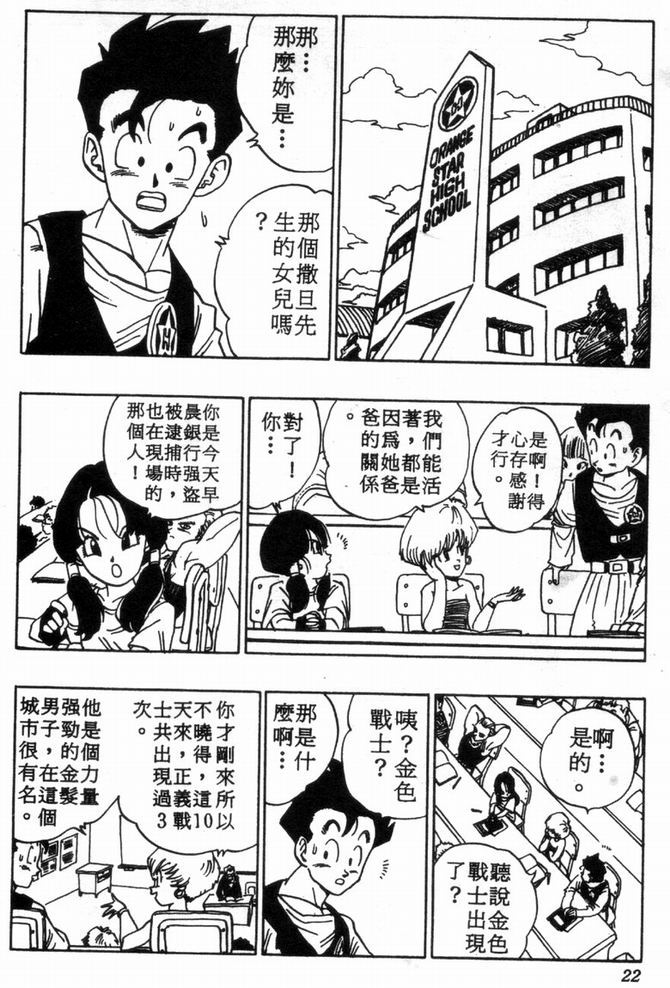 ORANGE
STAR
HIGH
SCHOOL
那…
那麼妳是…
那個撒旦先
生的女兒嗎
？
是啊！得
心存感謝
才行。
我們能活
著，都是
因爲她爸
爸的關係
。
對了！
你…
你是今天早
晨銀行强盜
被逮捕時，
也在現場的
那個人！
啊…
是的。
聽說金色
戰士出現
了？
咦？金色
戰士？
那是什
麼啊…
你才剛來所以
不曉得，這10
天來，正義戰
士共出現過3
次。
他是個力量
强勁的金髮
男子，在這個
城市很
有名。
22